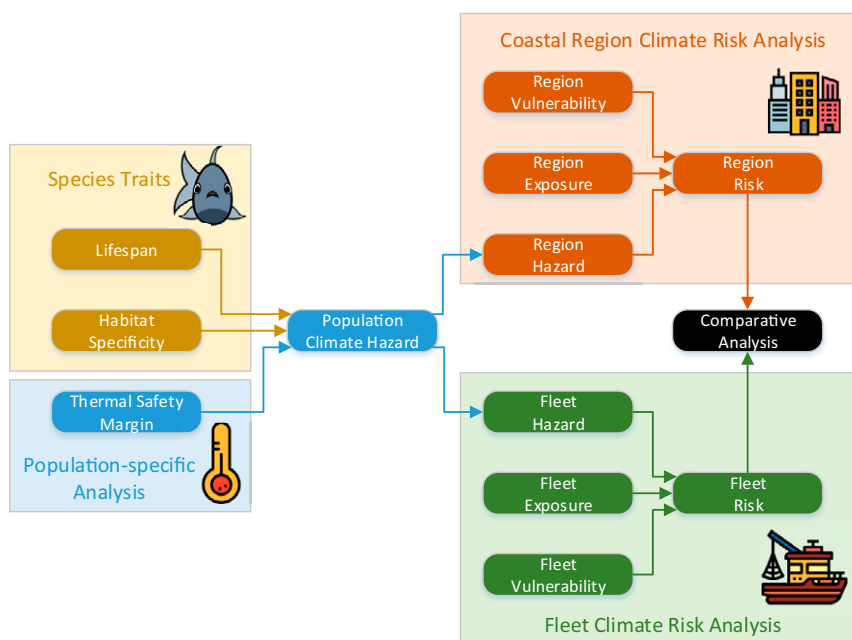 Species Traits
Lifespan
Habitat
Specificity
Thermal Safety
Margin
Population-specific
Analysis
Population
Climate Hazard
Coastal Region Climate Risk Analysis
Region
Vulnerability
Region
Exposure
Region
Hazard
Region
Risk
Comparative
Analysis
Fleet
Hazard
Fleet
Exposure
Fleet
Vulnerability
Fleet
Risk
Fleet Climate Risk Analysis